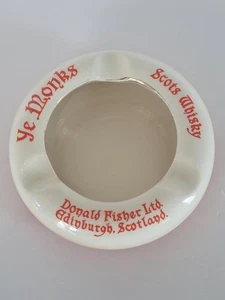 Ye Monks
Scots Whisky
Donald Fisher Ltd.
Edinburgh. Scotland.